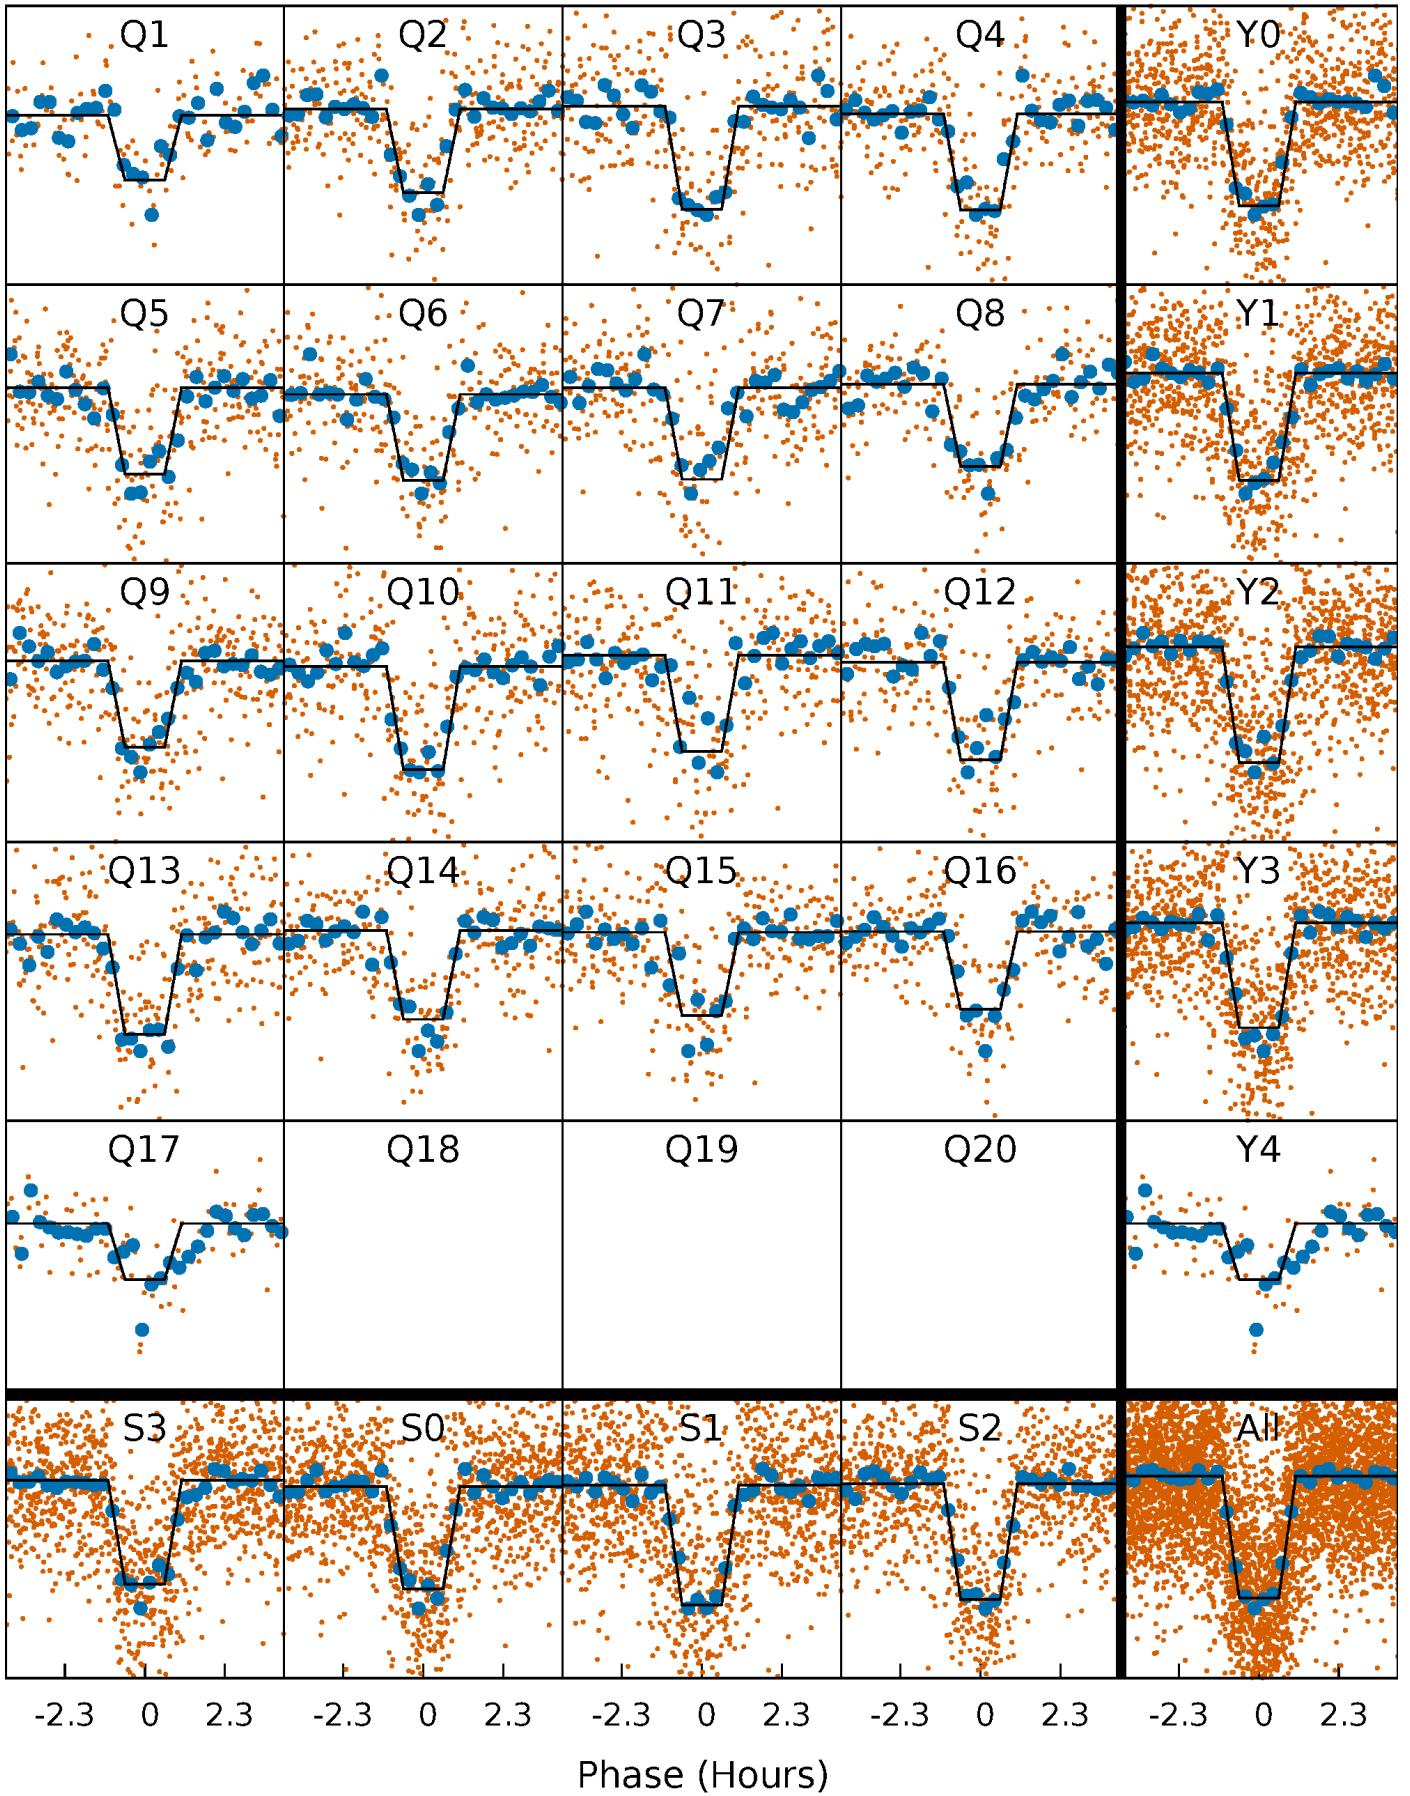 Q1 Q2 Q3 Q4 Y0
Q5 Q6 Q7 Q8 Y1
Q9 Q10 Q11 Q12 Y2
Q13 Q14 Q15 Q16 Y3
Q17 Q18 Q19 Q20 Y4
S3 S0 S1 S2 All
-2.3 0 2.3 -2.3 0 2.3 -2.3 0 2.3 -2.3 0 2.3 -2.3 0 2.3
Phase (Hours)